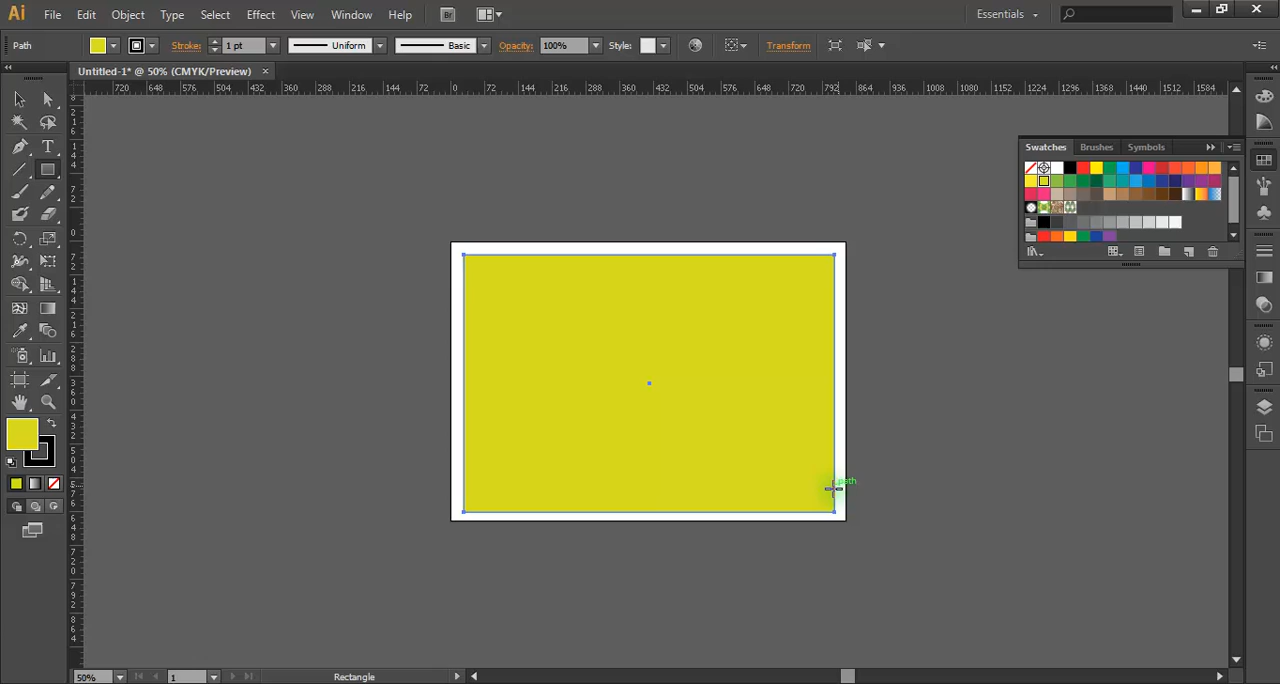 Ai File Edit Object Type Select Effect View Window Help Br Essentials
Path Stroke: 1 pt Uniform Basic Opacity: 100% Style: Transform
Untitled-1* @ 50% (CMYK/Preview) ×
720 648 576 504 432 360 288 216 144 72 0 72 144 216 288 360 432 504 576 648 720 792 864 936 1008 1080 1152 1224 1296 1368 1440 1512 1584
Swatches Brushes Symbols
T
path
50% 1 Rectangle